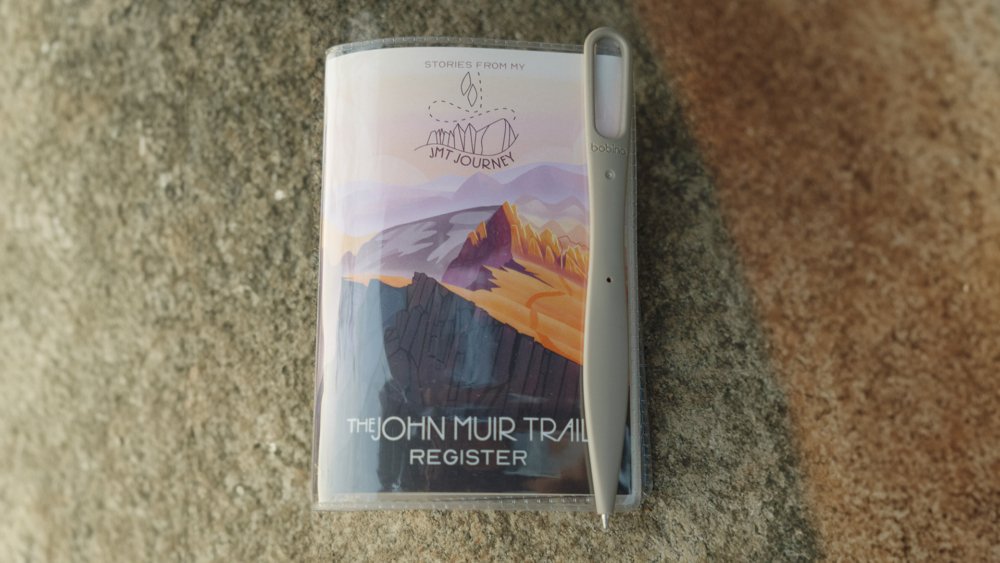 STORIES FROM MY
JMT JOURNEY
bobino
THE JOHN MUIR TRAIL
REGISTER